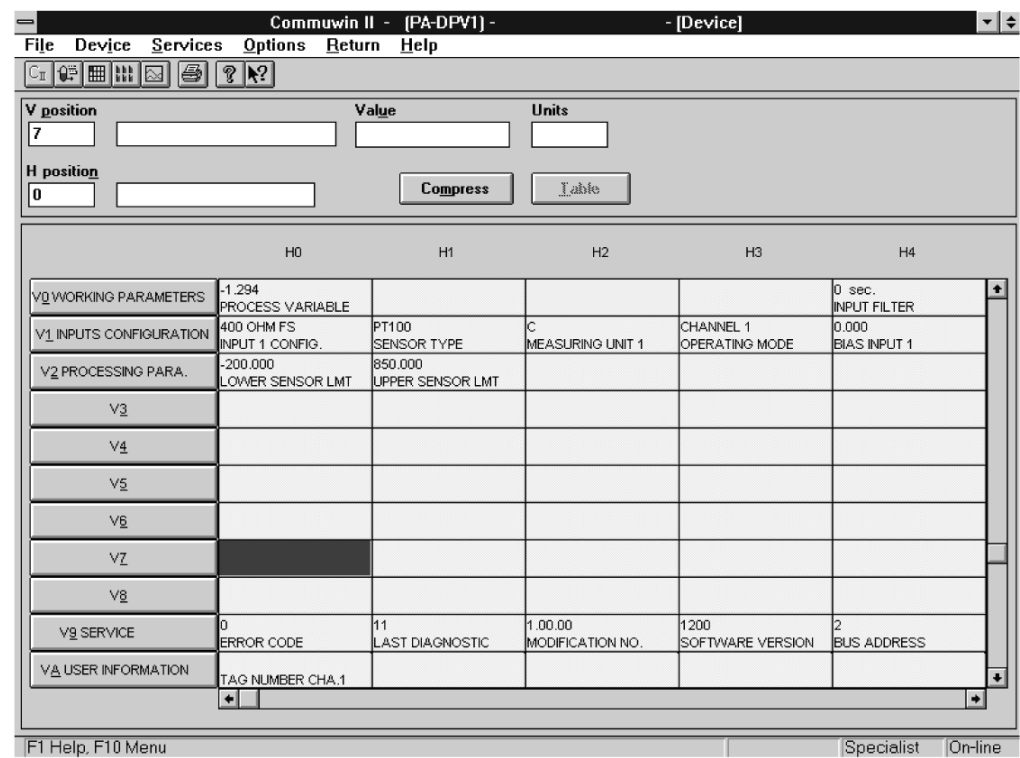 Commuwin II - (PA-DPV1) - - [Device]
File Device Services Options Return Help
V position Value Units
7
H position
0 Compress Table
H0 H1 H2 H3 H4
V0 WORKING PARAMETERS -1.294 0 sec.
PROCESS VARIABLE INPUT FILTER
V1 INPUTS CONFIGURATION 400 OHM FS PT100 C CHANNEL 1 0.000
INPUT 1 CONFIG. SENSOR TYPE MEASURING UNIT 1 OPERATING MODE BIAS INPUT 1
V2 PROCESSING PARA. -200.000 850.000
LOWER SENSOR LMT UPPER SENSOR LMT
V3
V4
V5
V6
V7
V8
V9 SERVICE 0 11 1.00.00 1200 2
ERROR CODE LAST DIAGNOSTIC MODIFICATION NO. SOFTWARE VERSION BUS ADDRESS
VA USER INFORMATION
TAG NUMBER CHA.1
F1 Help, F10 Menu Specialist On-line